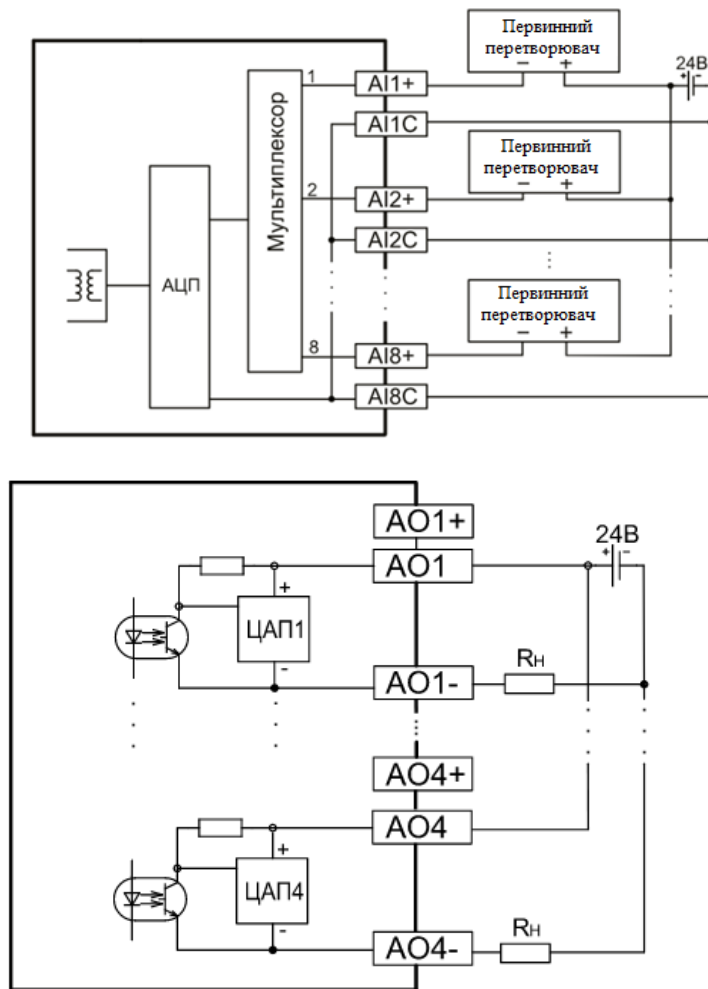 Первинний
перетворювач
24В
+ -
- +
1
AI1+
AI1C
Первинний
перетворювач
- +
2
AI2+
AI2C
Мультиплексор
АЦП
Первинний
перетворювач
- +
8
AI8+
AI8C
AO1+
24В
+ -
AO1
+
ЦАП1
-
AO1-
Rн
AO4+
AO4
+
ЦАП4
-
AO4-
Rн